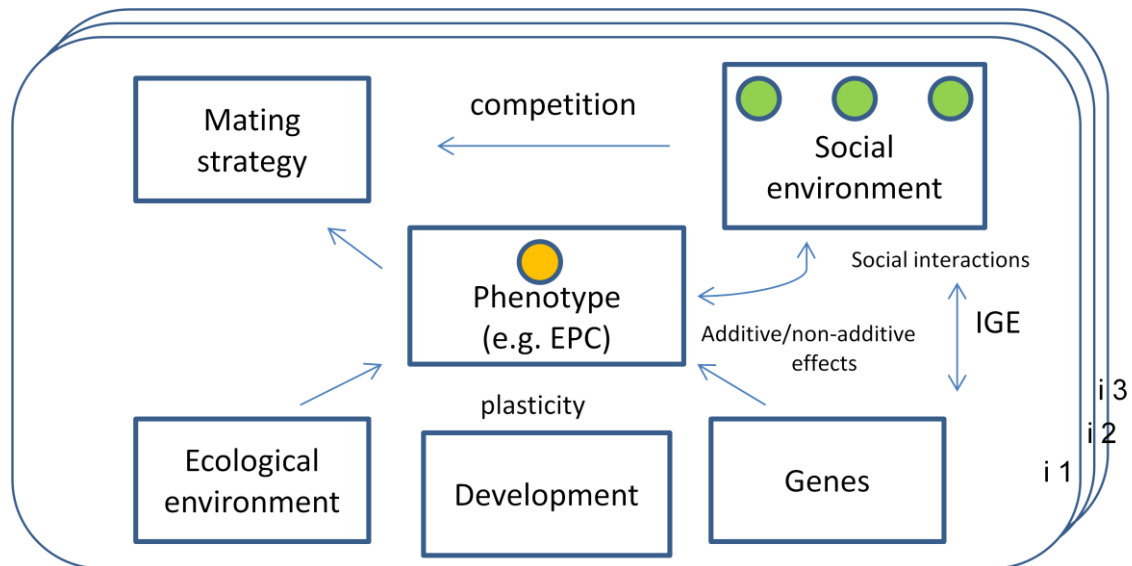 Mating
strategy
competition
Social
environment
Phenotype
(e.g. EPC)
Social interactions
IGE
Additive/non-additive
effects
plasticity
Ecological
environment
Development
Genes
i 3
i 2
i 1